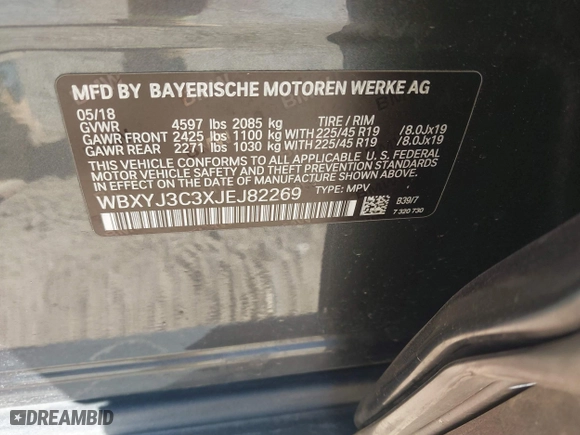 MFD BY BAYERISCHE MOTOREN WERKE AG
05/18
GVWR 4597 lbs 2085 kg TIRE / RIM
GAWR FRONT 2425 lbs 1100 kg WITH 225/45 R19 /8.0Jx19
GAWR REAR 2271 lbs 1030 kg WITH 225/45 R19 /8.0Jx19
THIS VEHICLE CONFORMS TO ALL APPLICABLE U.S. FEDERAL
MOTOR VEHICLE SAFETY, BUMPER, AND THEFT PREVENTION STANDARDS
IN EFFECT ON THE DATE OF MANUFACTURE SHOWN ABOVE.
WBXYJ3C3XJEJ82269 TYPE: MPV
B39/7
7 320 730
DREAMBID